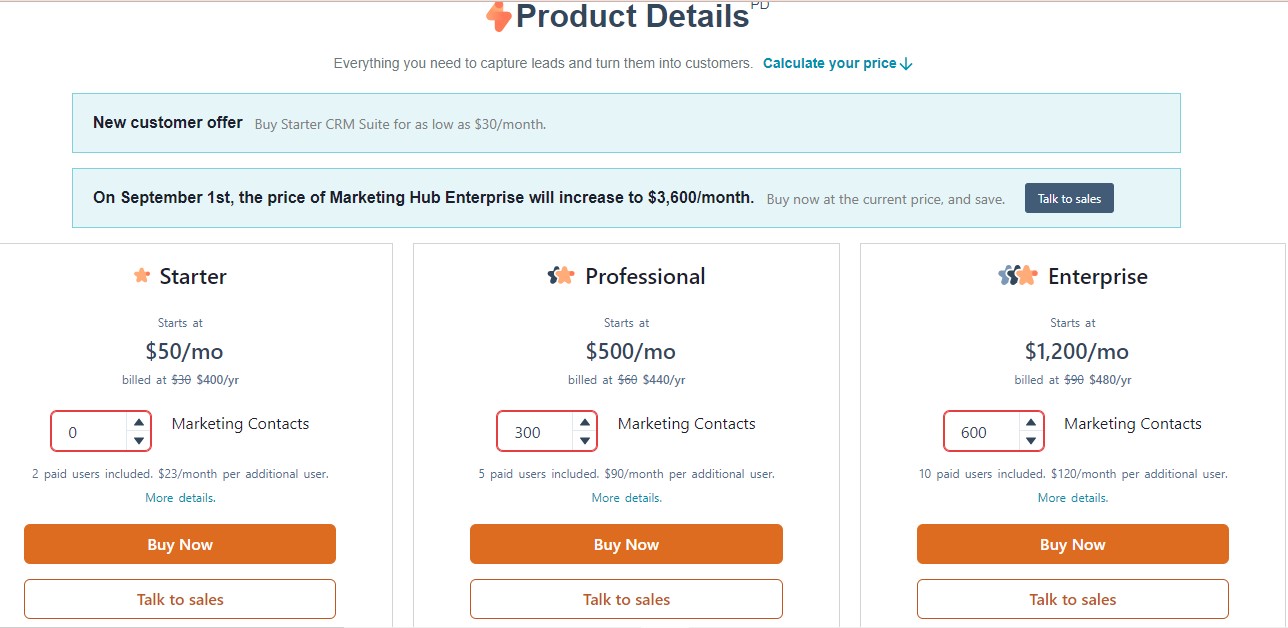 Product Details PD
Everything you need to capture leads and turn them into customers. Calculate your price
New customer offer Buy Starter CRM Suite for as low as $30/month.
On September 1st, the price of Marketing Hub Enterprise will increase to $3,600/month. Buy now at the current price, and save. Talk to sales
Starter
Starts at
$50/mo
billed at $30 $400/yr
0 Marketing Contacts
2 paid users included. $23/month per additional user.
More details.
Buy Now
Talk to sales
Professional
Starts at
$500/mo
billed at $60 $440/yr
300 Marketing Contacts
5 paid users included. $90/month per additional user.
More details.
Buy Now
Talk to sales
Enterprise
Starts at
$1,200/mo
billed at $90 $480/yr
600 Marketing Contacts
10 paid users included. $120/month per additional user.
More details.
Buy Now
Talk to sales